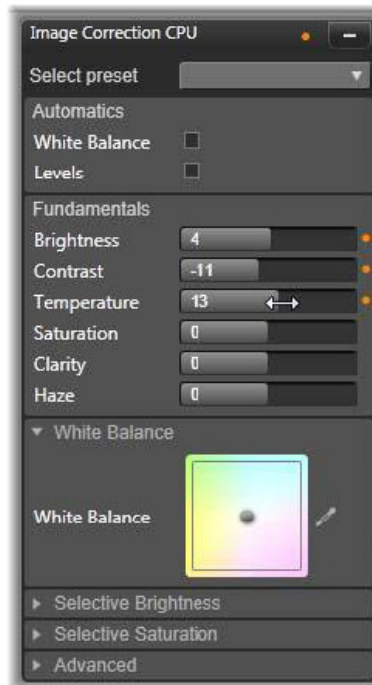 Image Correction CPU
Select preset
Automatics
White Balance
Levels
Fundamentals
Brightness 4
Contrast -11
Temperature 13
Saturation 0
Clarity 0
Haze 0
White Balance
White Balance
Selective Brightness
Selective Saturation
Advanced